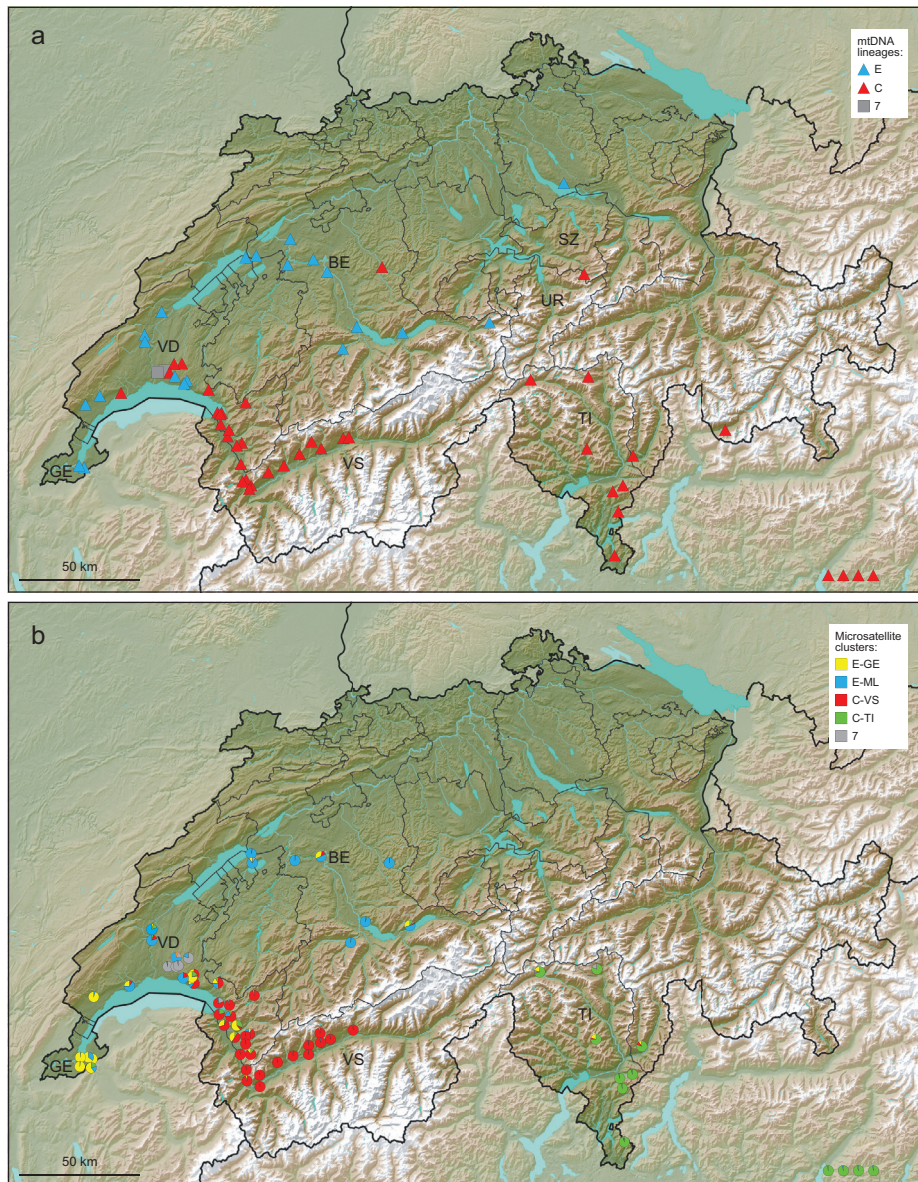 a
mtDNA
lineages:
E
C
7
SZ
BE
UR
VD
TI
VS
GE
50 km
b
Microsatellite
clusters:
E-GE
E-ML
C-VS
C-TI
7
BE
VD
TI
VS
GE
50 km